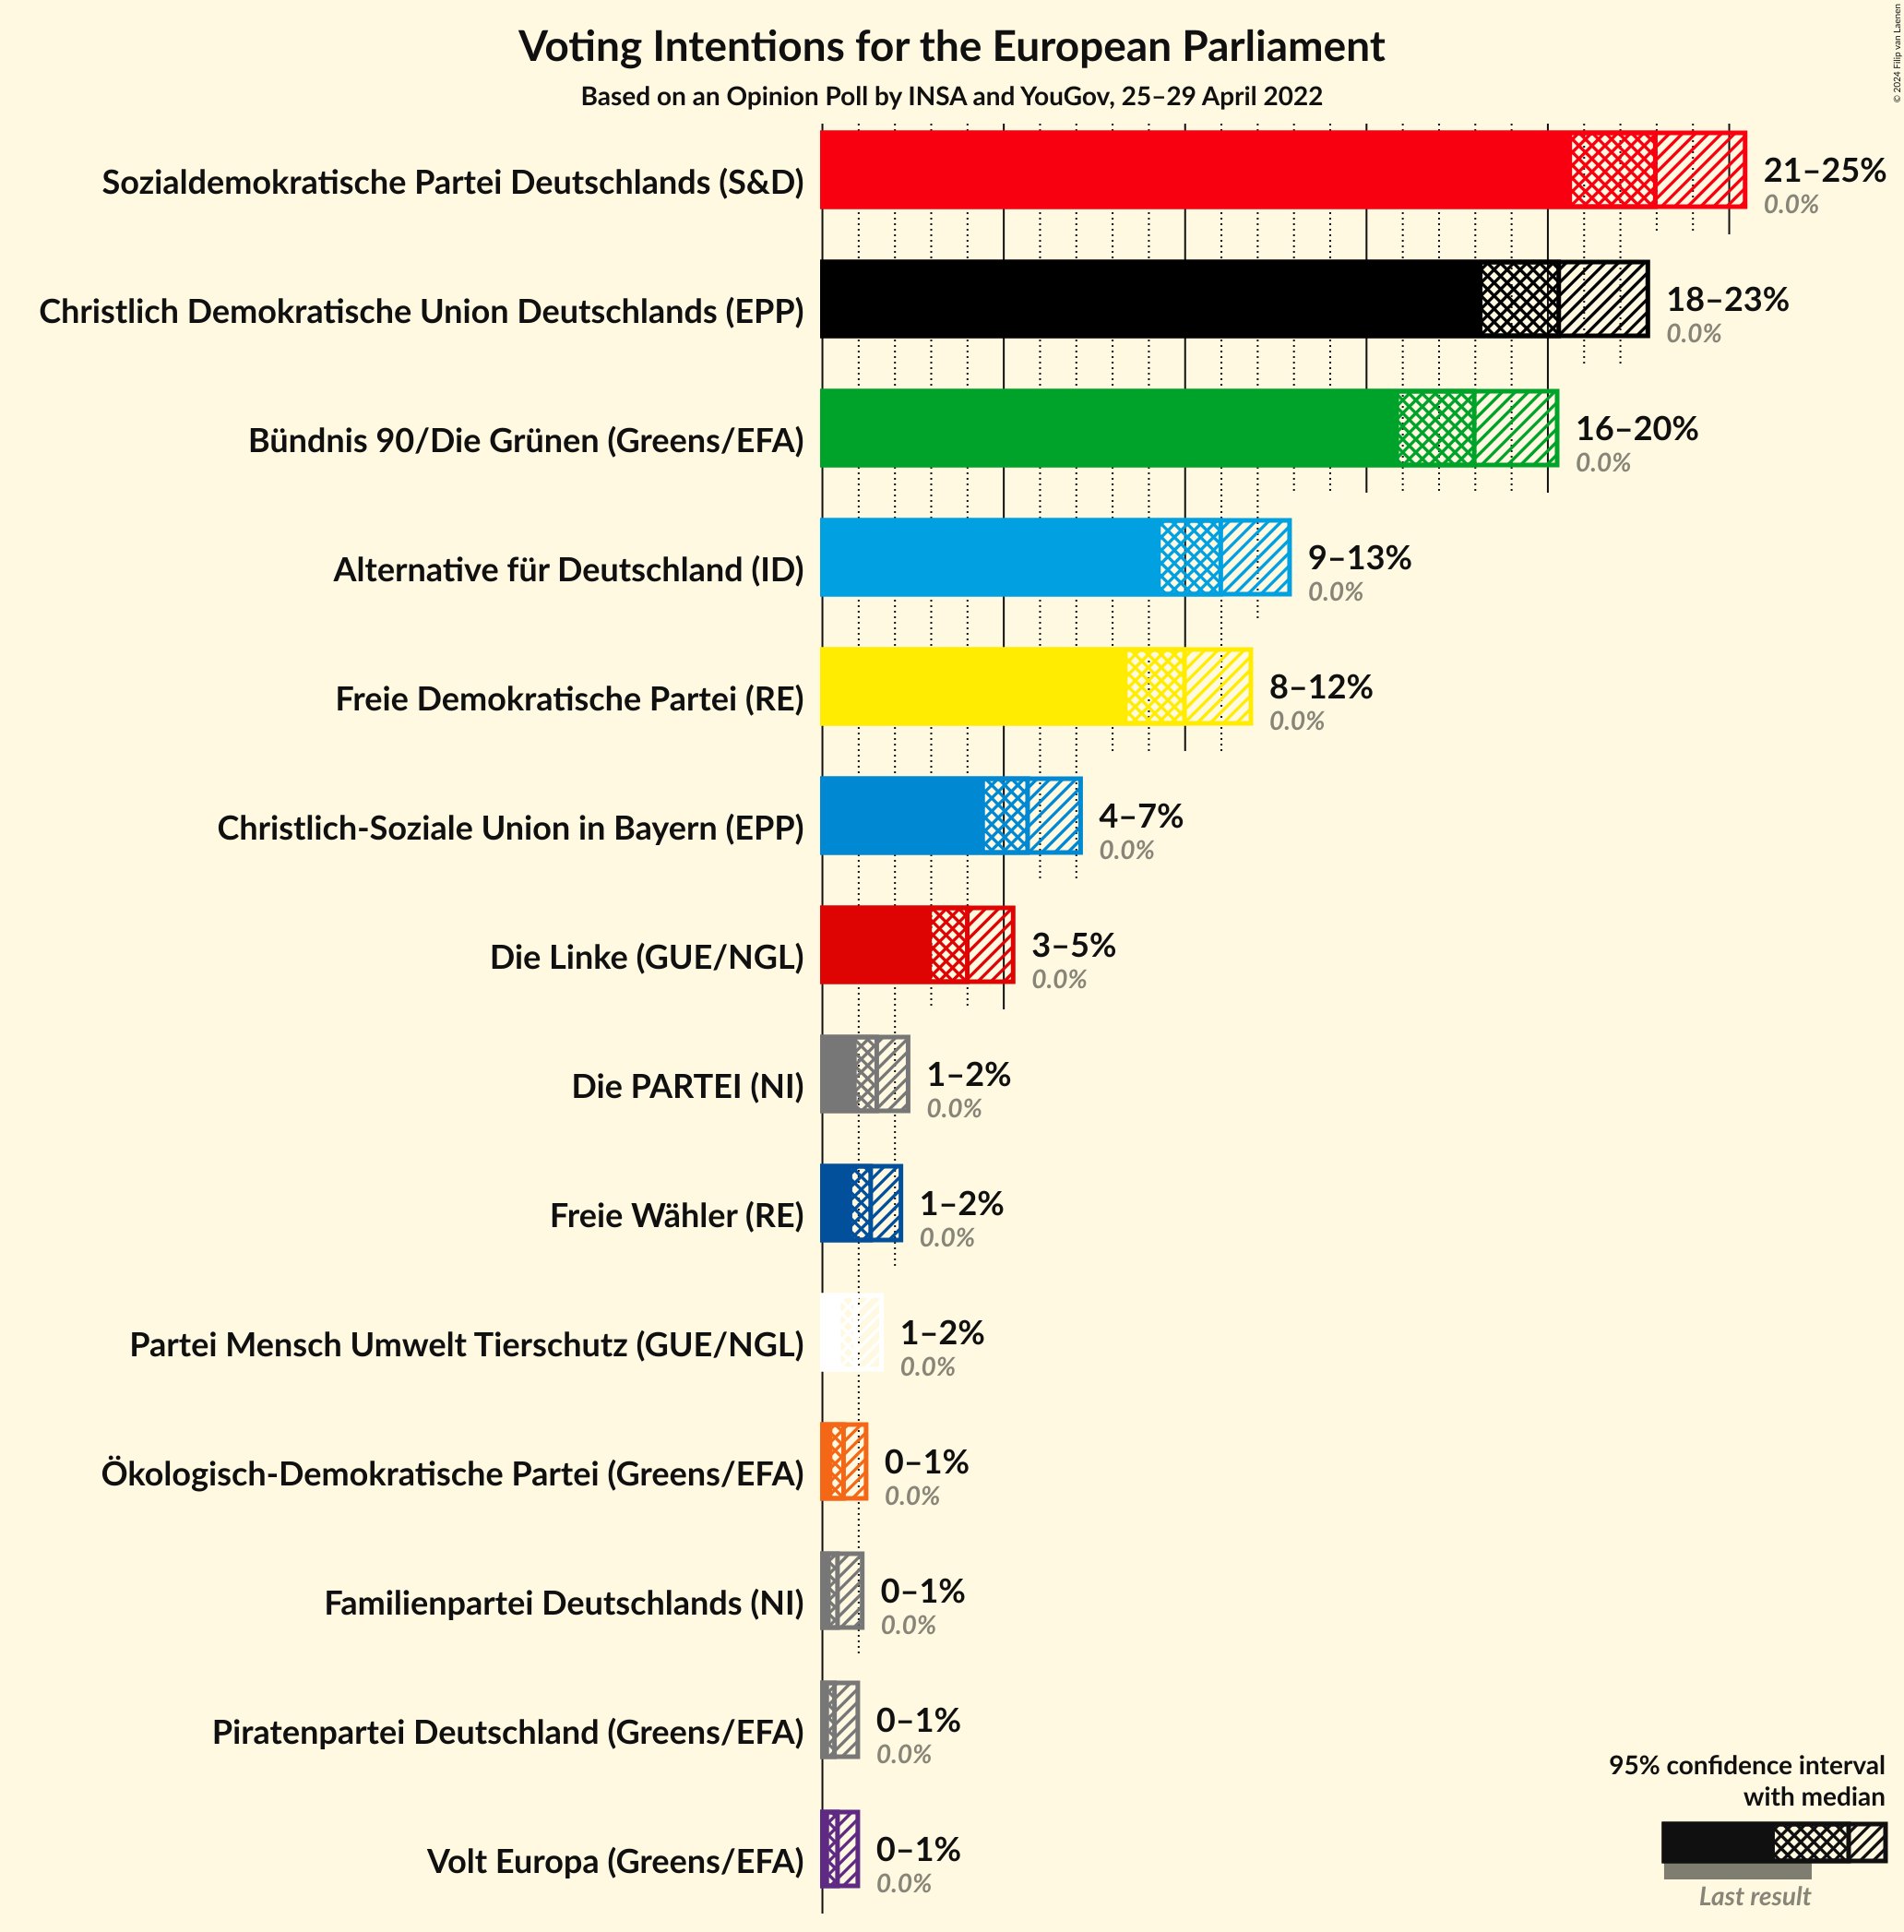 Voting Intentions for the European Parliament
Based on an Opinion Poll by INSA and YouGov, 25–29 April 2022
© 2024 Filip van Laenen
Sozialdemokratische Partei Deutschlands (S&D)
21–25%
0.0%
Christlich Demokratische Union Deutschlands (EPP)
18–23%
0.0%
Bündnis 90/Die Grünen (Greens/EFA)
16–20%
0.0%
Alternative für Deutschland (ID)
9–13%
0.0%
Freie Demokratische Partei (RE)
8–12%
0.0%
Christlich-Soziale Union in Bayern (EPP)
4–7%
0.0%
Die Linke (GUE/NGL)
3–5%
0.0%
Die PARTEI (NI)
1–2%
0.0%
Freie Wähler (RE)
1–2%
0.0%
Partei Mensch Umwelt Tierschutz (GUE/NGL)
1–2%
0.0%
Ökologisch-Demokratische Partei (Greens/EFA)
0–1%
0.0%
Familienpartei Deutschlands (NI)
0–1%
0.0%
Piratenpartei Deutschland (Greens/EFA)
0–1%
0.0%
Volt Europa (Greens/EFA)
0–1%
0.0%
95% confidence interval
with median
Last result